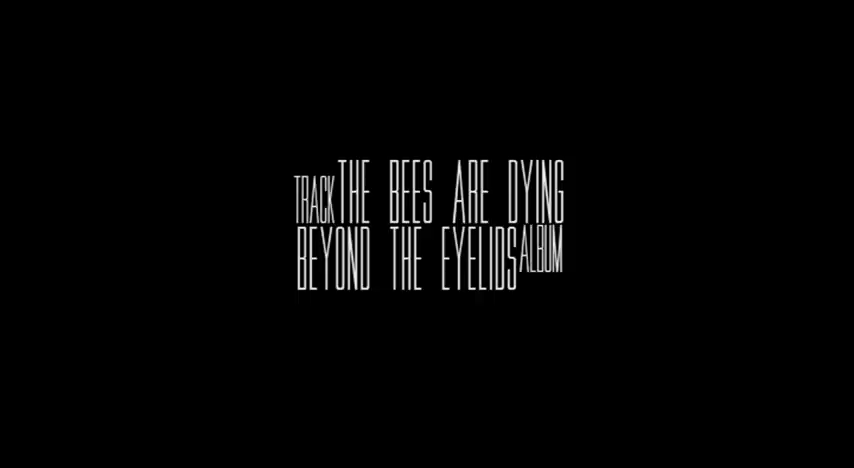 TRACK THE BEES ARE DYING
BEYOND THE EYELIDS ALBUM